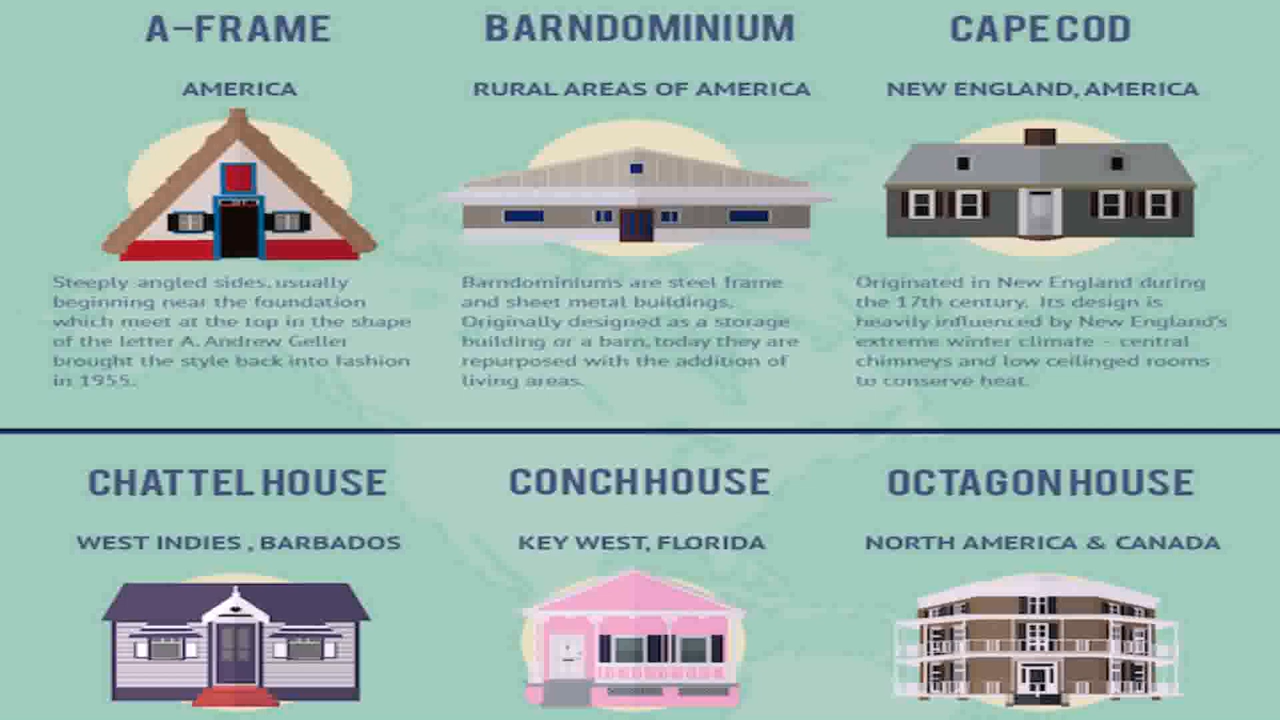 A-FRAME
AMERICA
Steeply angled sides, usually
beginning near the foundation
which meet at the top in the shape
of the letter A. Andrew Geller
brought the style back into fashion
in 1955.
BARNDOMINIUM
RURAL AREAS OF AMERICA
Barndominiums are steel frame
and sheet metal buildings.
Originally designed as a storage
building or a barn, today they are
repurposed with the addition of
living areas.
CAPE COD
NEW ENGLAND, AMERICA
Originated in New England during
the 17th century. Its design is
heavily influenced by New England's
extreme winter climate - central
chimneys and low ceilinged rooms
to conserve heat.
CHATTEL HOUSE
WEST INDIES , BARBADOS
CONCH HOUSE
KEY WEST, FLORIDA
OCTAGON HOUSE
NORTH AMERICA & CANADA